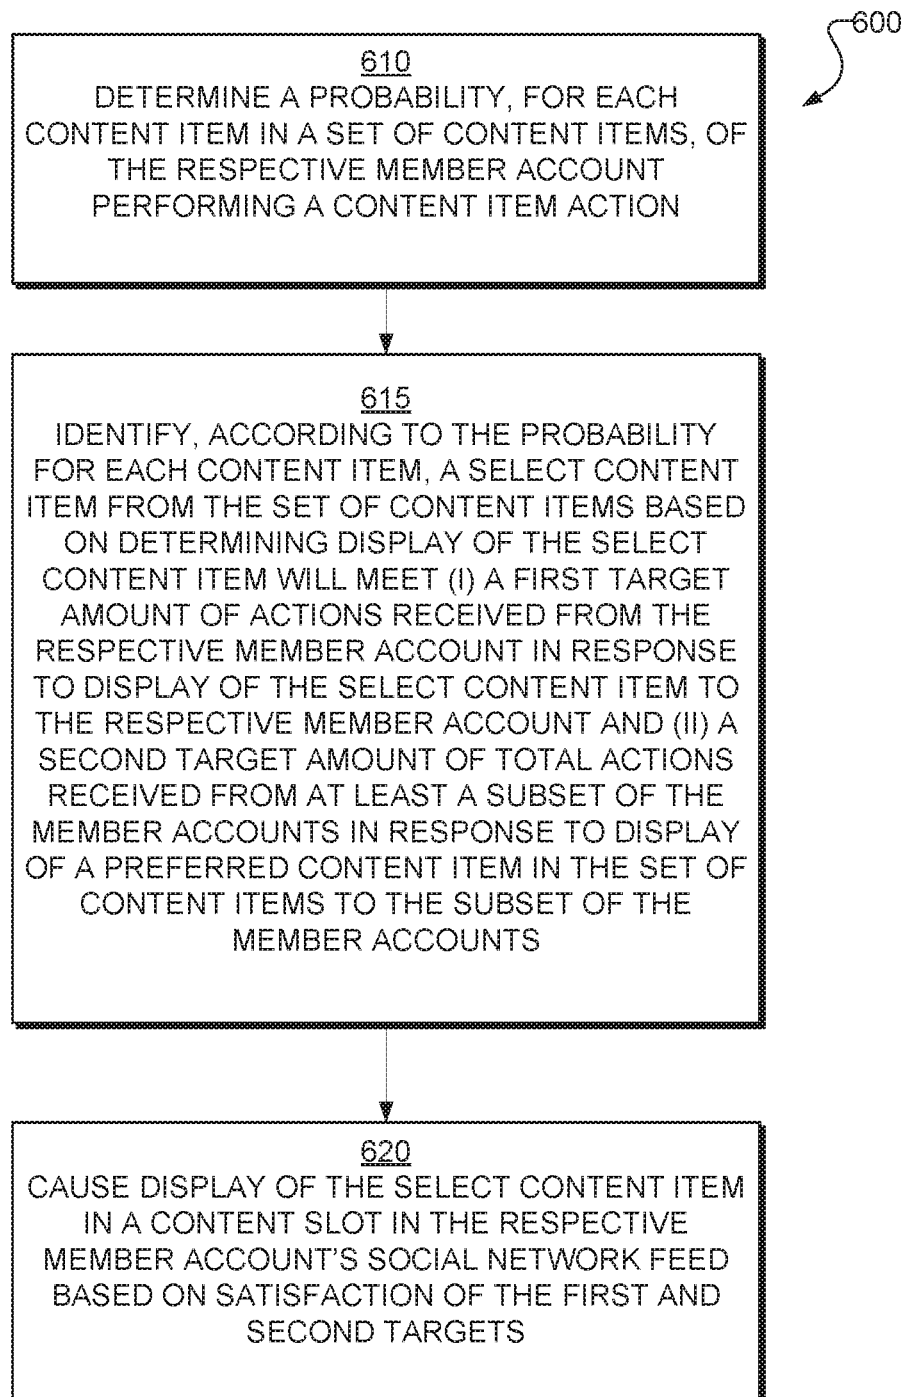 600
610
DETERMINE A PROBABILITY, FOR EACH
CONTENT ITEM IN A SET OF CONTENT ITEMS, OF
THE RESPECTIVE MEMBER ACCOUNT
PERFORMING A CONTENT ITEM ACTION
615
IDENTIFY, ACCORDING TO THE PROBABILITY
FOR EACH CONTENT ITEM, A SELECT CONTENT
ITEM FROM THE SET OF CONTENT ITEMS BASED
ON DETERMINING DISPLAY OF THE SELECT
CONTENT ITEM WILL MEET (I) A FIRST TARGET
AMOUNT OF ACTIONS RECEIVED FROM THE
RESPECTIVE MEMBER ACCOUNT IN RESPONSE
TO DISPLAY OF THE SELECT CONTENT ITEM TO
THE RESPECTIVE MEMBER ACCOUNT AND (II) A
SECOND TARGET AMOUNT OF TOTAL ACTIONS
RECEIVED FROM AT LEAST A SUBSET OF THE
MEMBER ACCOUNTS IN RESPONSE TO DISPLAY
OF A PREFERRED CONTENT ITEM IN THE SET OF
CONTENT ITEMS TO THE SUBSET OF THE
MEMBER ACCOUNTS
620
CAUSE DISPLAY OF THE SELECT CONTENT ITEM
IN A CONTENT SLOT IN THE RESPECTIVE
MEMBER ACCOUNT'S SOCIAL NETWORK FEED
BASED ON SATISFACTION OF THE FIRST AND
SECOND TARGETS